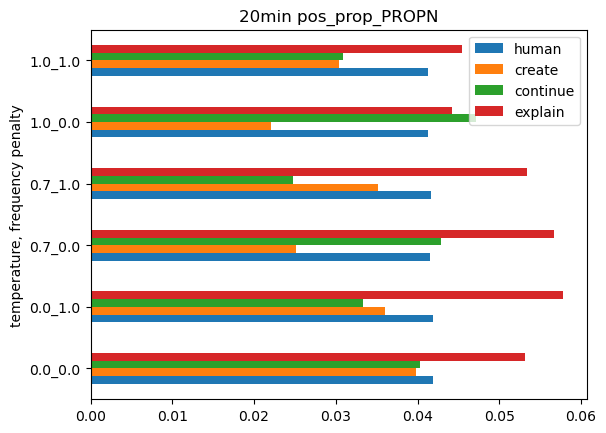 20min pos_prop_PROPN
human
create
continue
explain
temperature, frequency penalty
1.0_1.0
1.0_0.0
0.7_1.0
0.7_0.0
0.0_1.0
0.0_0.0
0.00 0.01 0.02 0.03 0.04 0.05 0.06